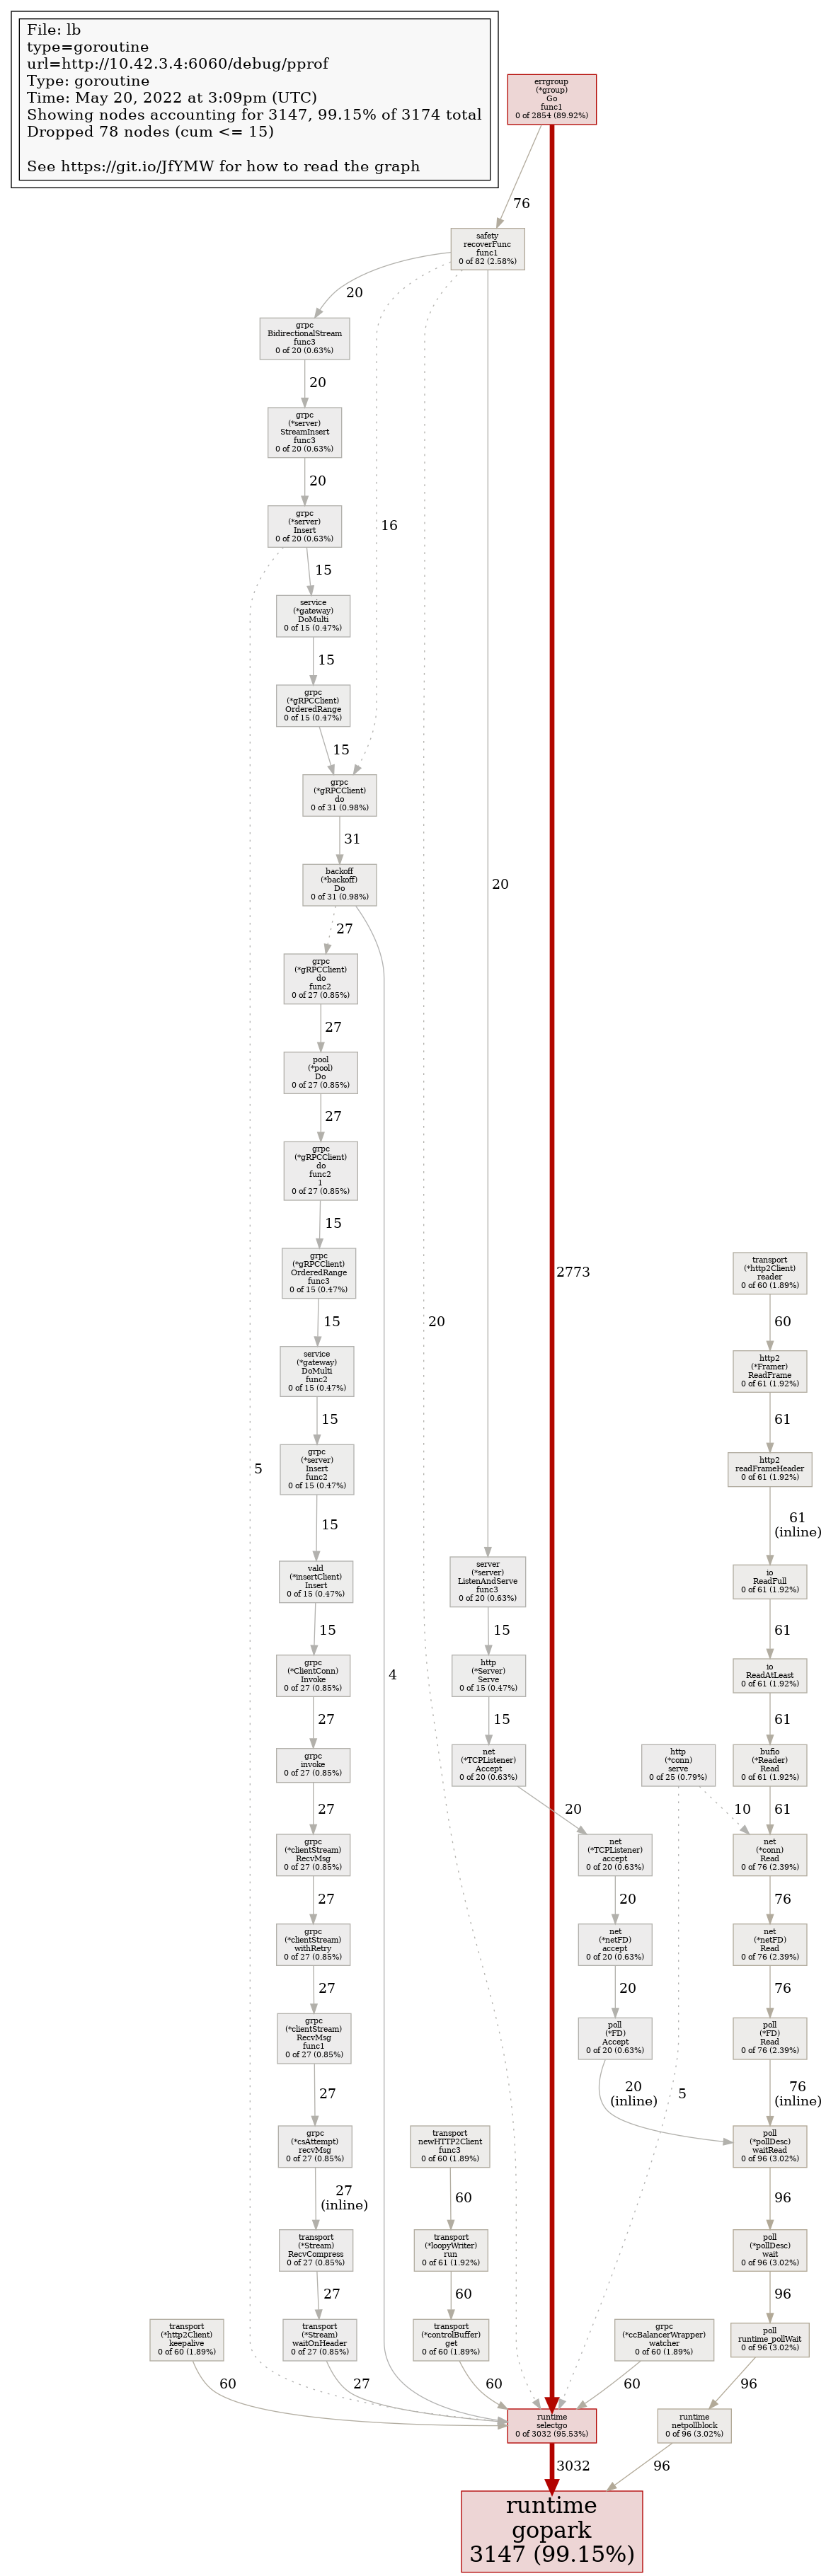 File: lb
type=goroutine
url=http://10.42.3.4:6060/debug/pprof
Type: goroutine
Time: May 20, 2022 at 3:09pm (UTC)
Showing nodes accounting for 3147, 99.15% of 3174 total
Dropped 78 nodes (cum <= 15)
See https://git.io/JfYMW for how to read the graph
errgroup
(*group)
Go
func1
0 of 2854 (89.92%)
76
safety
recoverFunc
func1
0 of 82 (2.58%)
20
grpc
BidirectionalStream
func3
0 of 20 (0.63%)
20
grpc
(*server)
StreamInsert
func3
0 of 20 (0.63%)
20
grpc
(*server)
Insert
0 of 20 (0.63%)
16
15
service
(*gateway)
DoMulti
0 of 15 (0.47%)
15
grpc
(*gRPCClient)
OrderedRange
0 of 15 (0.47%)
15
grpc
(*gRPCClient)
do
0 of 31 (0.98%)
31
backoff
(*backoff)
Do
0 of 31 (0.98%)
20
27
grpc
(*gRPCClient)
do
func2
0 of 27 (0.85%)
27
pool
(*pool)
Do
0 of 27 (0.85%)
27
grpc
(*gRPCClient)
do
func2
1
0 of 27 (0.85%)
15
grpc
(*gRPCClient)
OrderedRange
func3
0 of 15 (0.47%)
2773
transport
(*http2Client)
reader
0 of 60 (1.89%)
15
20
60
service
(*gateway)
DoMulti
func2
0 of 15 (0.47%)
http2
(*Framer)
ReadFrame
0 of 61 (1.92%)
15
61
grpc
(*server)
Insert
func2
0 of 15 (0.47%)
5
http2
readFrameHeader
0 of 61 (1.92%)
15
61
(inline)
vald
(*insertClient)
Insert
0 of 15 (0.47%)
server
(*server)
ListenAndServe
func3
0 of 20 (0.63%)
io
ReadFull
0 of 61 (1.92%)
15
15
61
grpc
(*ClientConn)
Invoke
0 of 27 (0.85%)
4
http
(*Server)
Serve
0 of 15 (0.47%)
io
ReadAtLeast
0 of 61 (1.92%)
27
15
61
grpc
invoke
0 of 27 (0.85%)
net
(*TCPListener)
Accept
0 of 20 (0.63%)
http
(*conn)
serve
0 of 25 (0.79%)
bufio
(*Reader)
Read
0 of 61 (1.92%)
27
20
10
61
grpc
(*clientStream)
RecvMsg
0 of 27 (0.85%)
net
(*TCPListener)
accept
0 of 20 (0.63%)
net
(*conn)
Read
0 of 76 (2.39%)
27
20
76
grpc
(*clientStream)
withRetry
0 of 27 (0.85%)
net
(*netFD)
accept
0 of 20 (0.63%)
net
(*netFD)
Read
0 of 76 (2.39%)
27
20
76
grpc
(*clientStream)
RecvMsg
func1
0 of 27 (0.85%)
poll
(*FD)
Accept
0 of 20 (0.63%)
poll
(*FD)
Read
0 of 76 (2.39%)
27
20
(inline)
5
76
(inline)
grpc
(*csAttempt)
recvMsg
0 of 27 (0.85%)
transport
newHTTP2Client
func3
0 of 60 (1.89%)
poll
(*pollDesc)
waitRead
0 of 96 (3.02%)
27
(inline)
60
96
transport
(*Stream)
RecvCompress
0 of 27 (0.85%)
transport
(*loopyWriter)
run
0 of 61 (1.92%)
poll
(*pollDesc)
wait
0 of 96 (3.02%)
27
60
96
transport
(*http2Client)
keepalive
0 of 60 (1.89%)
transport
(*Stream)
waitOnHeader
0 of 27 (0.85%)
transport
(*controlBuffer)
get
0 of 60 (1.89%)
grpc
(*ccBalancerWrapper)
watcher
0 of 60 (1.89%)
poll
runtime_pollWait
0 of 96 (3.02%)
60
27
60
60
96
runtime
selectgo
0 of 3032 (95.53%)
runtime
netpollblock
0 of 96 (3.02%)
3032
96
runtime
gopark
3147 (99.15%)